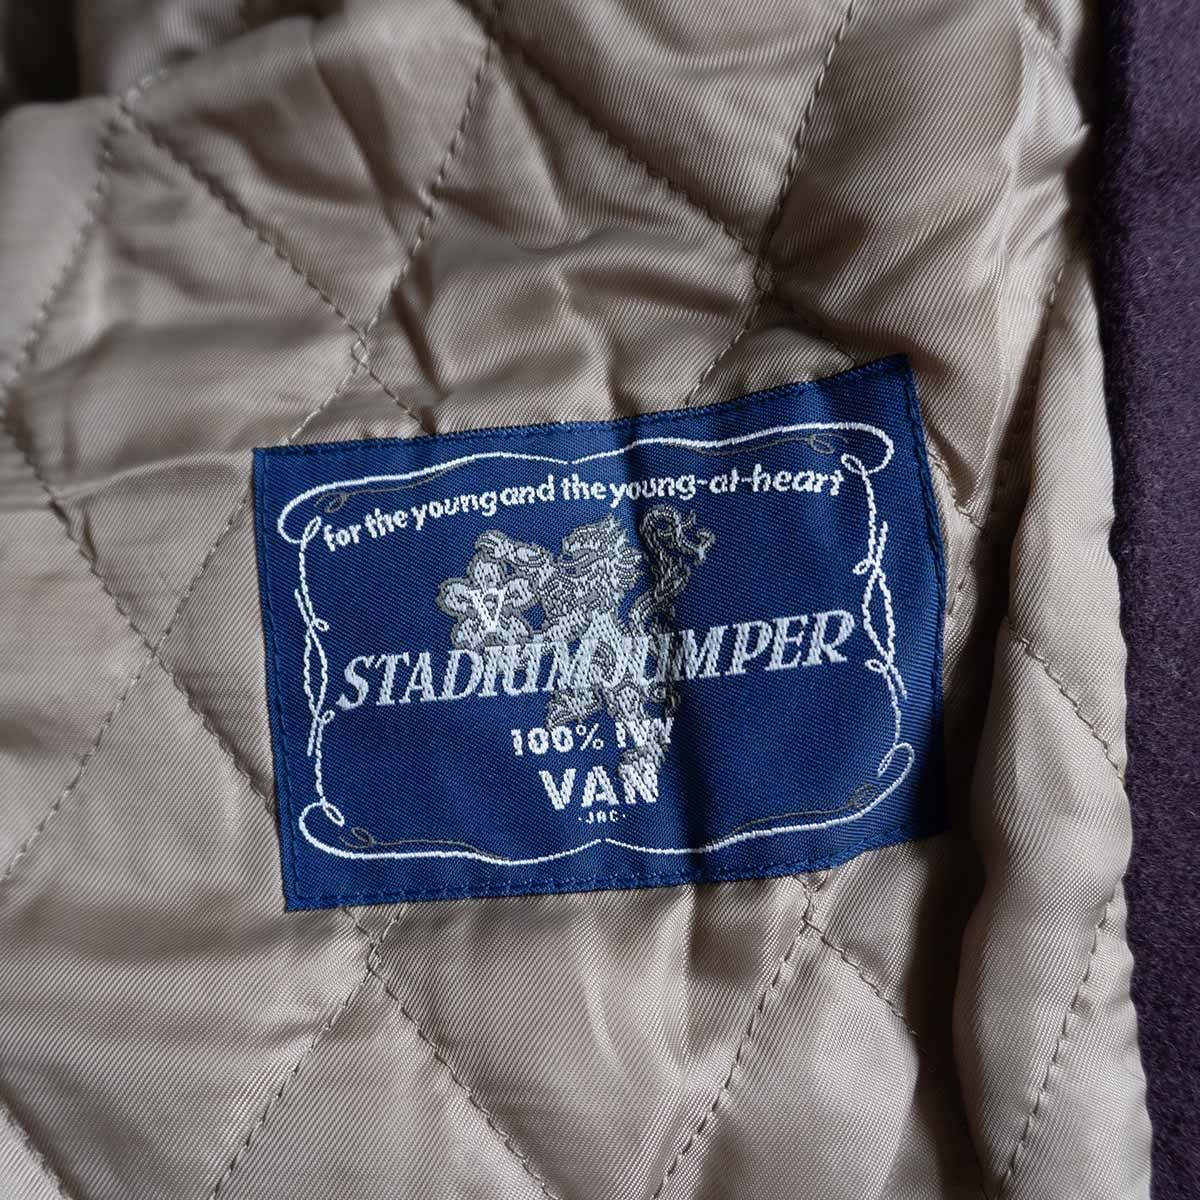 for the young and the young-at-heart
V
STADIUM JUMPER
100% IVY
VAN
·JAC·